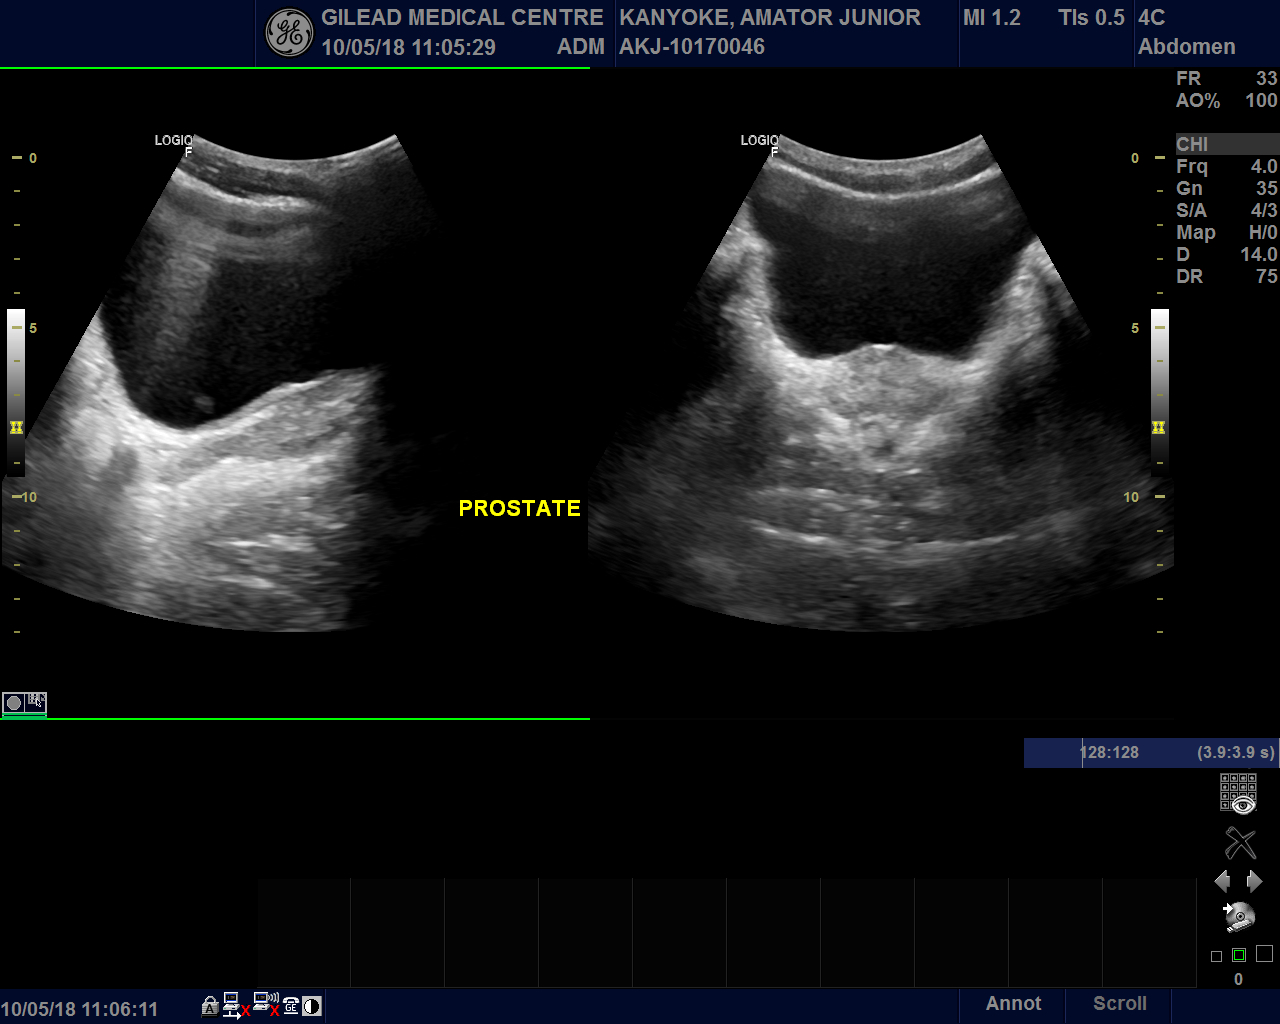 GILEAD MEDICAL CENTRE
10/05/18 11:05:29 ADM
KANYOKE, AMATOR JUNIOR
AKJ-10170046
MI 1.2 TIs 0.5
4C
Abdomen
FR 33
AO% 100
CHI
Frq 4.0
Gn 35
S/A 4/3
Map H/0
D 14.0
DR 75
LOGIQ
F
0
5
10
LOGIQ
F
0
5
10
PROSTATE
128:128 (3.9:3.9 s)
0
10/05/18 11:06:11
Annot
Scroll